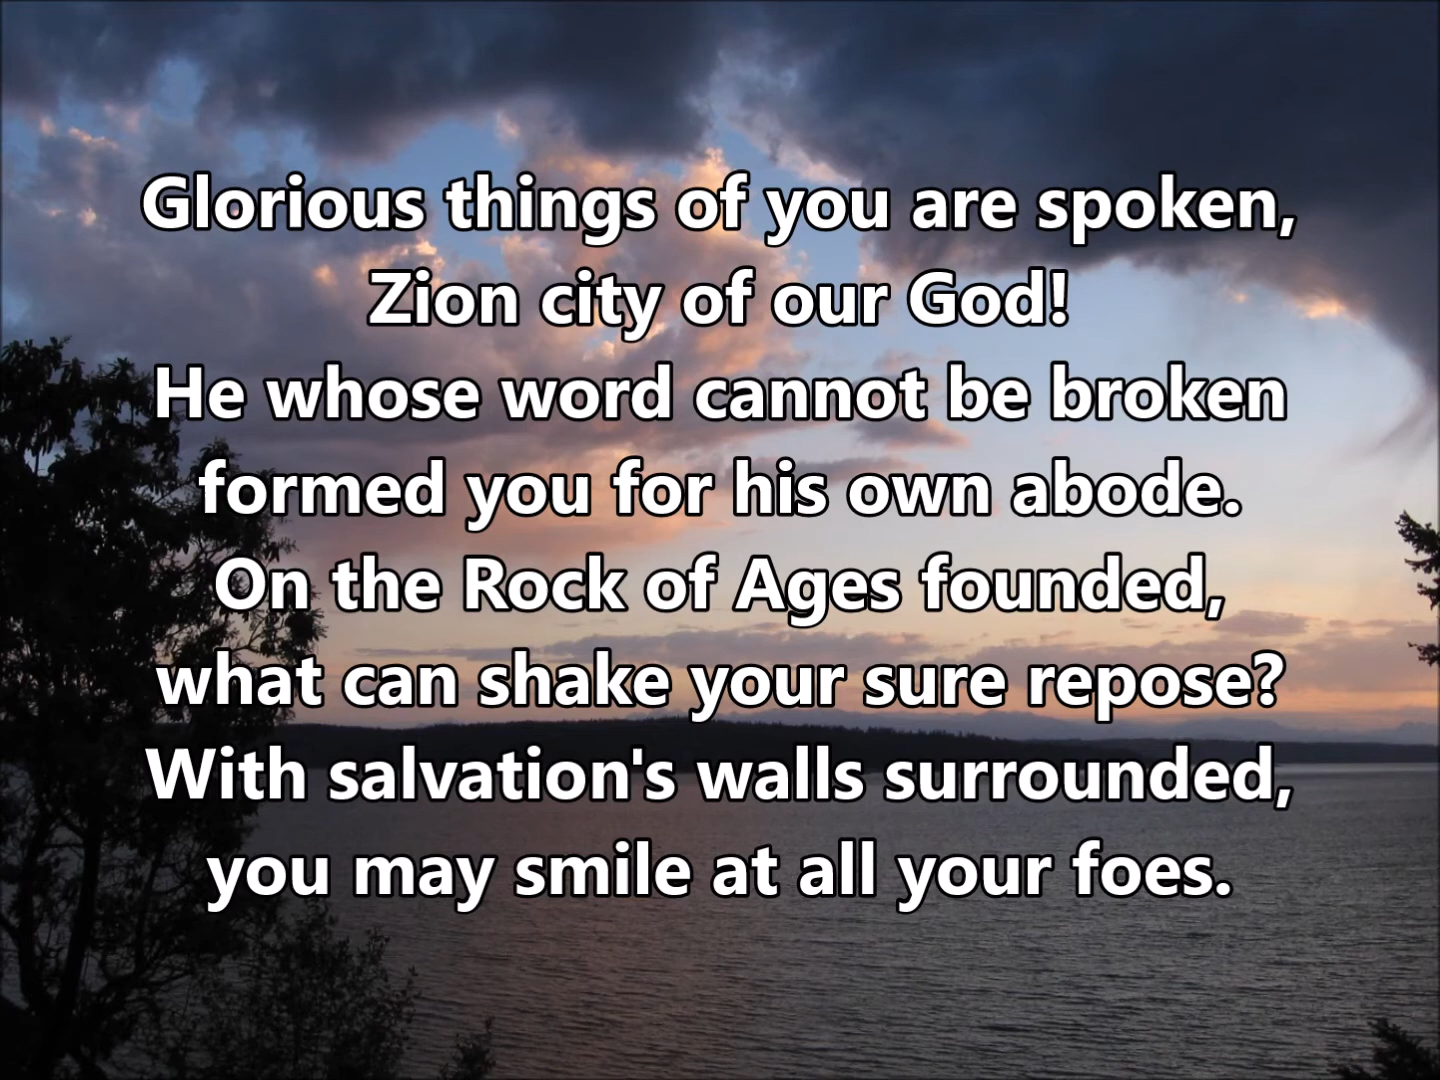 Glorious things of you are spoken,
Zion city of our God!
He whose word cannot be broken
formed you for his own abode.
On the Rock of Ages founded,
what can shake your sure repose?
With salvation's walls surrounded,
you may smile at all your foes.